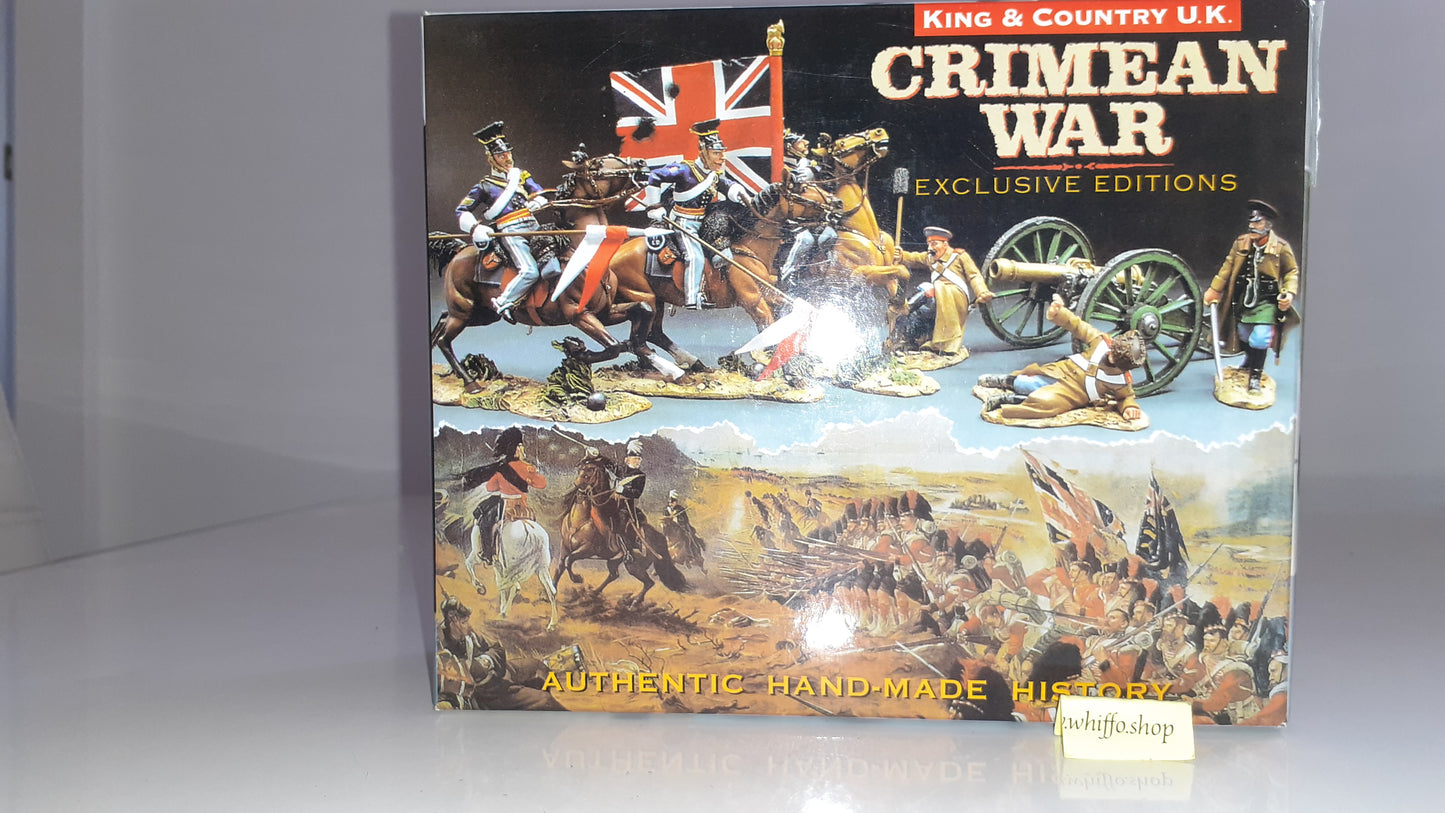 KING & COUNTRY U.K.
CRIMEAN
WAR
EXCLUSIVE EDITIONS
AUTHENTIC HAND-MADE HISTORY
.whiffo.shop